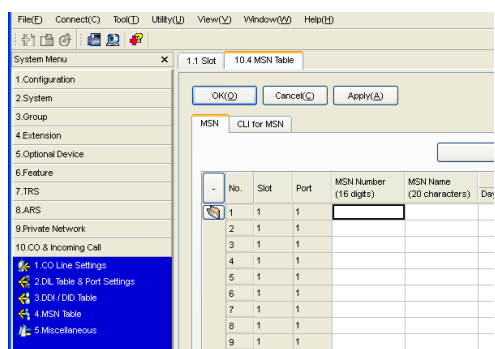 File(F) Connect(C) Tool(T) Utility(U) View(V) Window(W) Help(H)
System Menu X
1.1 Slot 10.4 MSN Table
1.Configuration
2.System
3.Group
4.Extension
5.Optional Device
6.Feature
7.TRS
8.ARS
9.Private Network
10.CO & Incoming Call
1.CO Line Settings
2.DIL Table & Port Settings
3.DDI / DID Table
4.MSN Table
5.Miscellaneous
OK(O) Cancel(C) Apply(A)
MSN CLI for MSN
- No. Slot Port MSN Number (16 digits) MSN Name (20 characters) Day
1 1 1
2 1 1
3 1 1
4 1 1
5 1 1
6 1 1
7 1 1
8 1 1
9 1 1